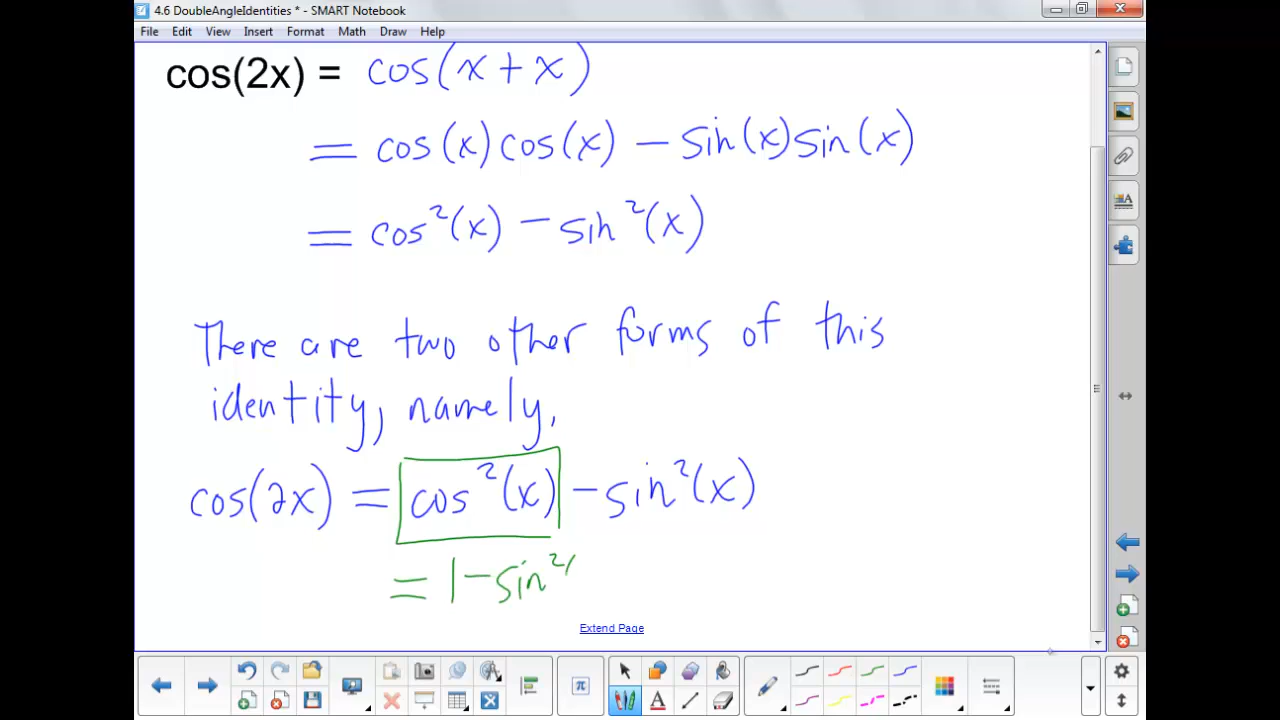 4.6 DoubleAngleIdentities * - SMART Notebook
File Edit View Insert Format Math Draw Help
cos(2x) = cos(x + x)
= cos(x)cos(x) - sin(x)sin(x)
= cos²(x) - sin²(x)
There are two other forms of this
identity, namely,
cos(2x) = cos²(x) - sin²(x)
= 1 - sin²(
Extend Page